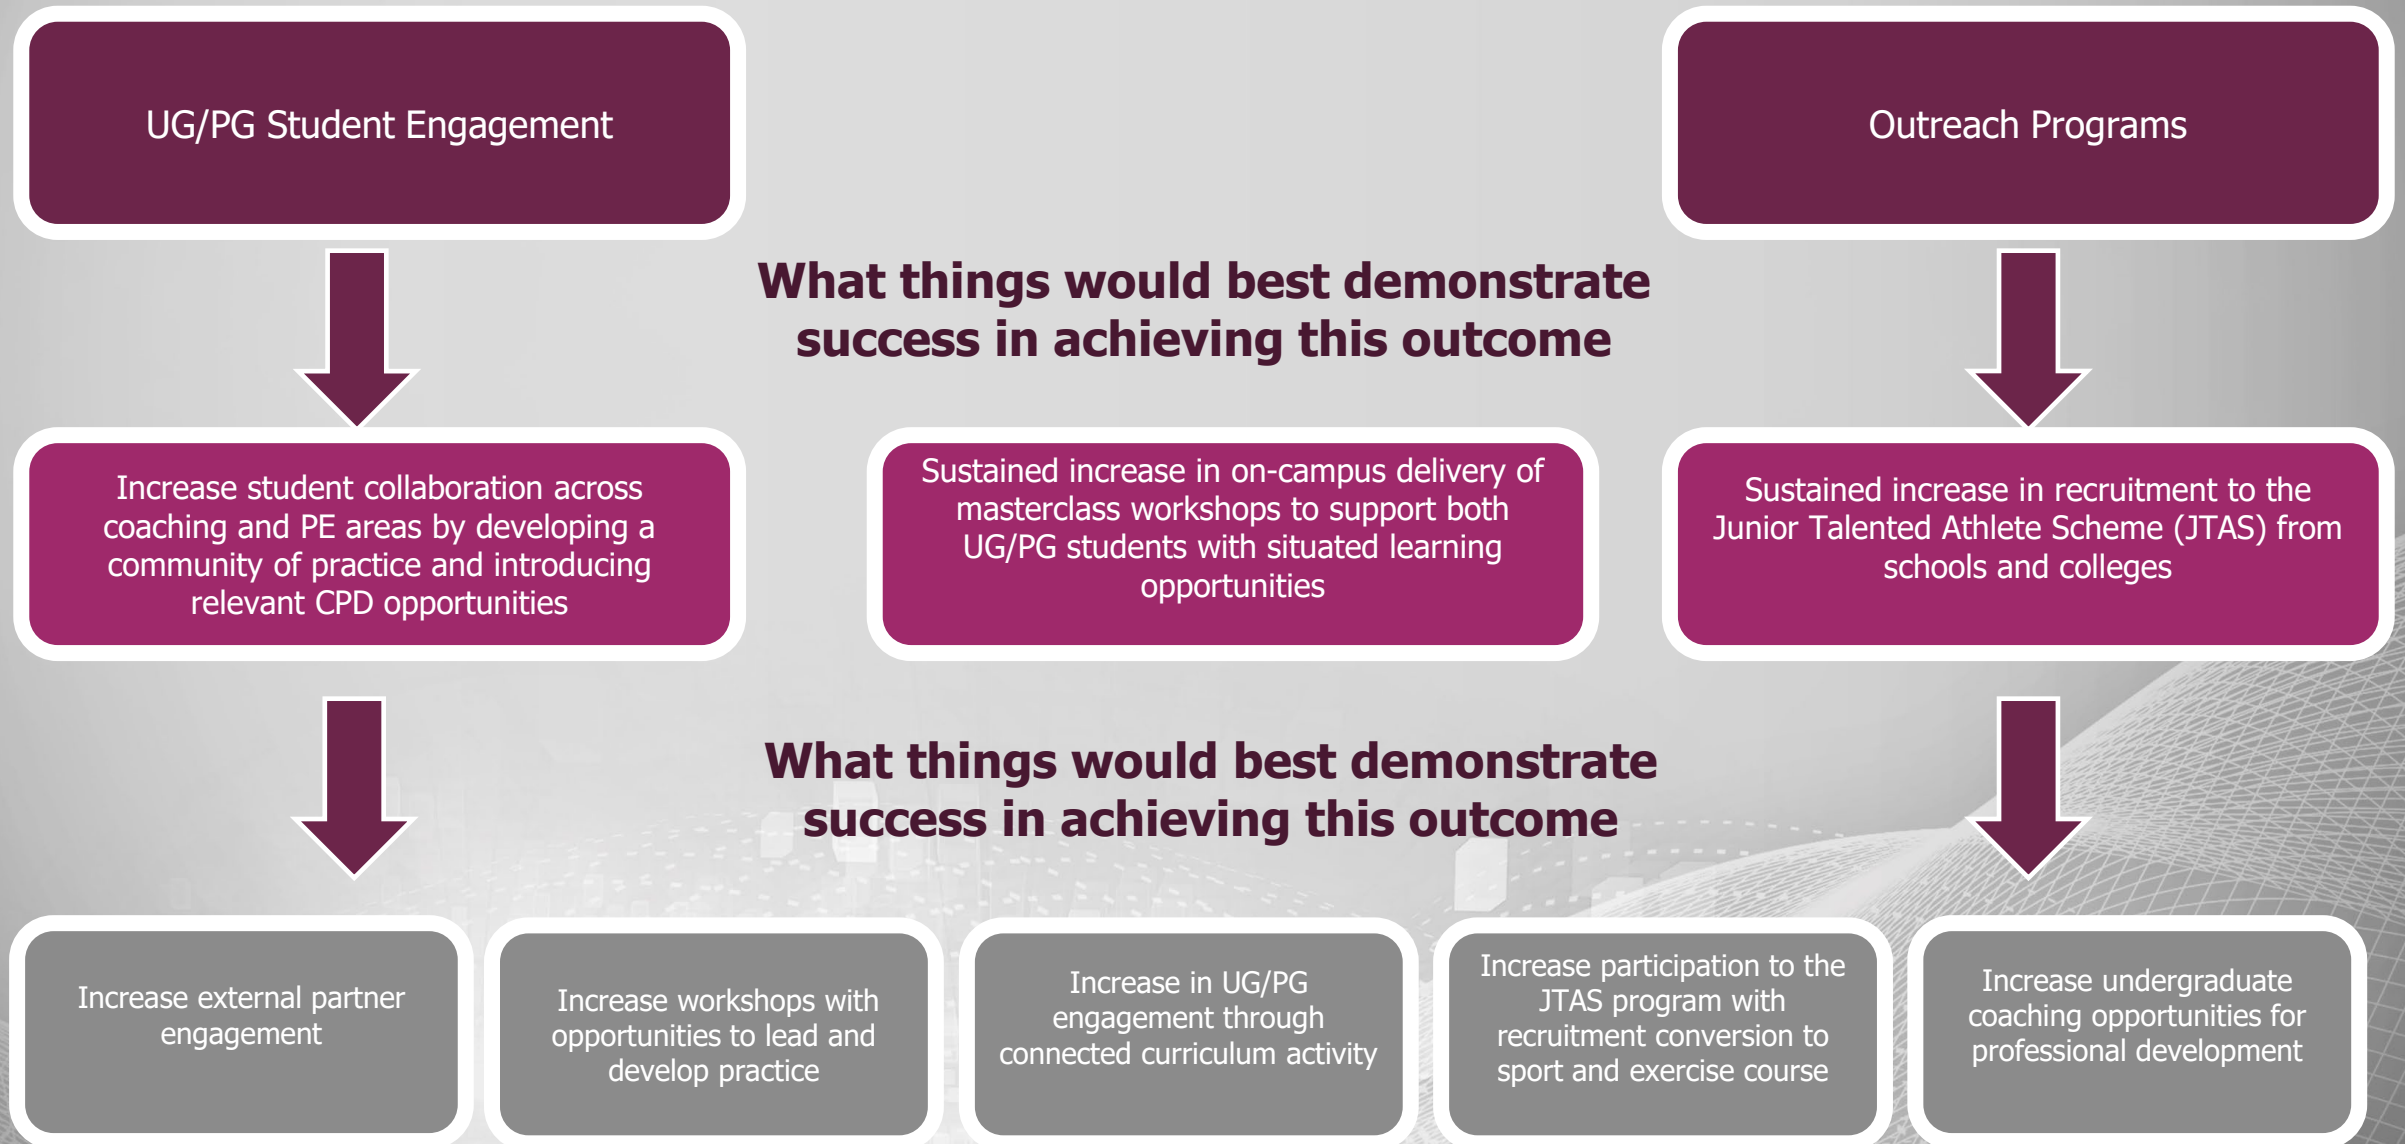 UG/PG Student Engagement
Outreach Programs
What things would best demonstrate
success in achieving this outcome
Increase student collaboration across
coaching and PE areas by developing a
community of practice and introducing
relevant CPD opportunities
Sustained increase in on-campus delivery of
masterclass workshops to support both
UG/PG students with situated learning
opportunities
Sustained increase in recruitment to the
Junior Talented Athlete Scheme (JTAS) from
schools and colleges
What things would best demonstrate
success in achieving this outcome
Increase external partner
engagement
Increase workshops with
opportunities to lead and
develop practice
Increase in UG/PG
engagement through
connected curriculum activity
Increase participation to the
JTAS program with
recruitment conversion to
sport and exercise course
Increase undergraduate
coaching opportunities for
professional development